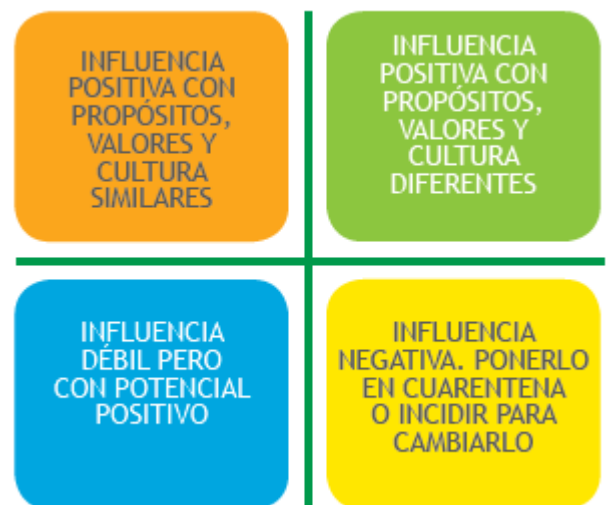 INFLUENCIA
POSITIVA CON
PROPÓSITOS,
VALORES Y
CULTURA
SIMILARES
INFLUENCIA
POSITIVA CON
PROPÓSITOS,
VALORES Y
CULTURA
DIFERENTES
INFLUENCIA
DÉBIL PERO
CON POTENCIAL
POSITIVO
INFLUENCIA
NEGATIVA. PONERLO
EN CUARENTENA
O INCIDIR PARA
CAMBIARLO